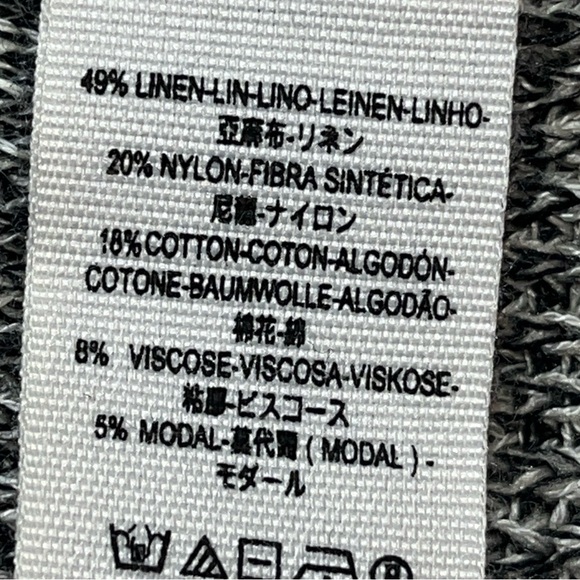 49% LINEN-LIN-LINO-LEINEN-LINHO-
亞麻布-リネン
20% NYLON-FIBRA SINTÉTICA-
尼龍-ナイロン
18% COTTON-COTON-ALGODÓN-
COTONE-BAUMWOLLE-ALGODÃO-
棉花-綿
8% VISCOSE-VISCOSA-VISKOSE-
粘膠-ビスコース
5% MODAL-莫代爾 ( MODAL ) -
モダール